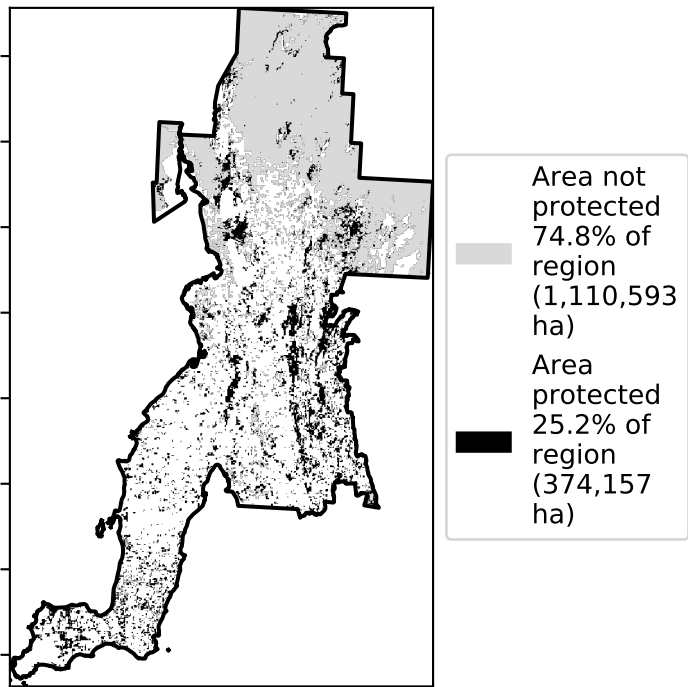 Area not
protected
74.8% of
region
(1,110,593
ha)
Area
protected
25.2% of
region
(374,157
ha)